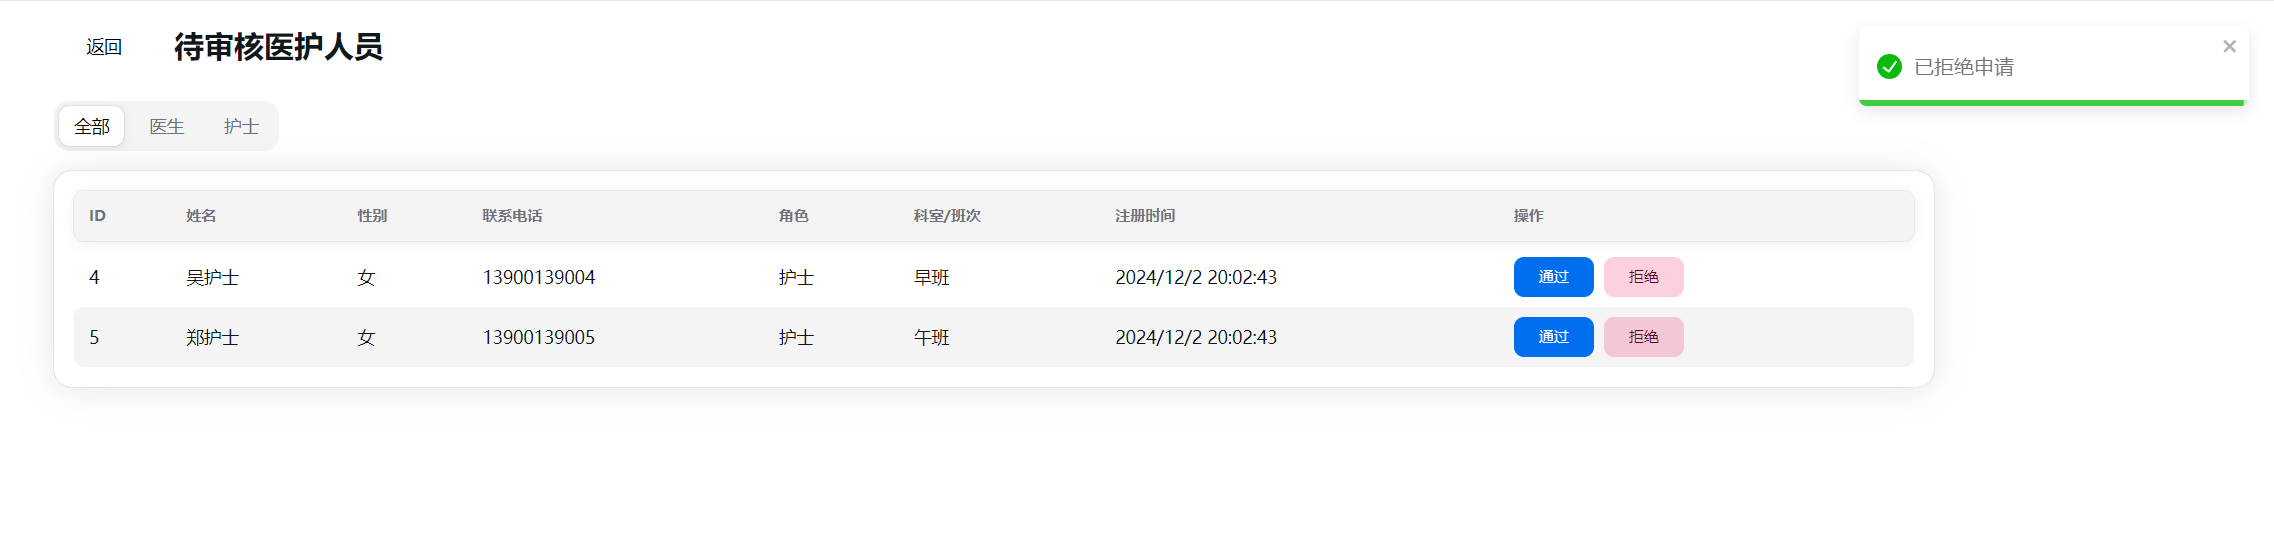 返回 待审核医护人员
已拒绝申请
全部 医生 护士
ID 姓名 性别 联系电话 角色 科室/班次 注册时间 操作
4 吴护士 女 13900139004 护士 早班 2024/12/2 20:02:43 通过 拒绝
5 郑护士 女 13900139005 护士 午班 2024/12/2 20:02:43 通过 拒绝